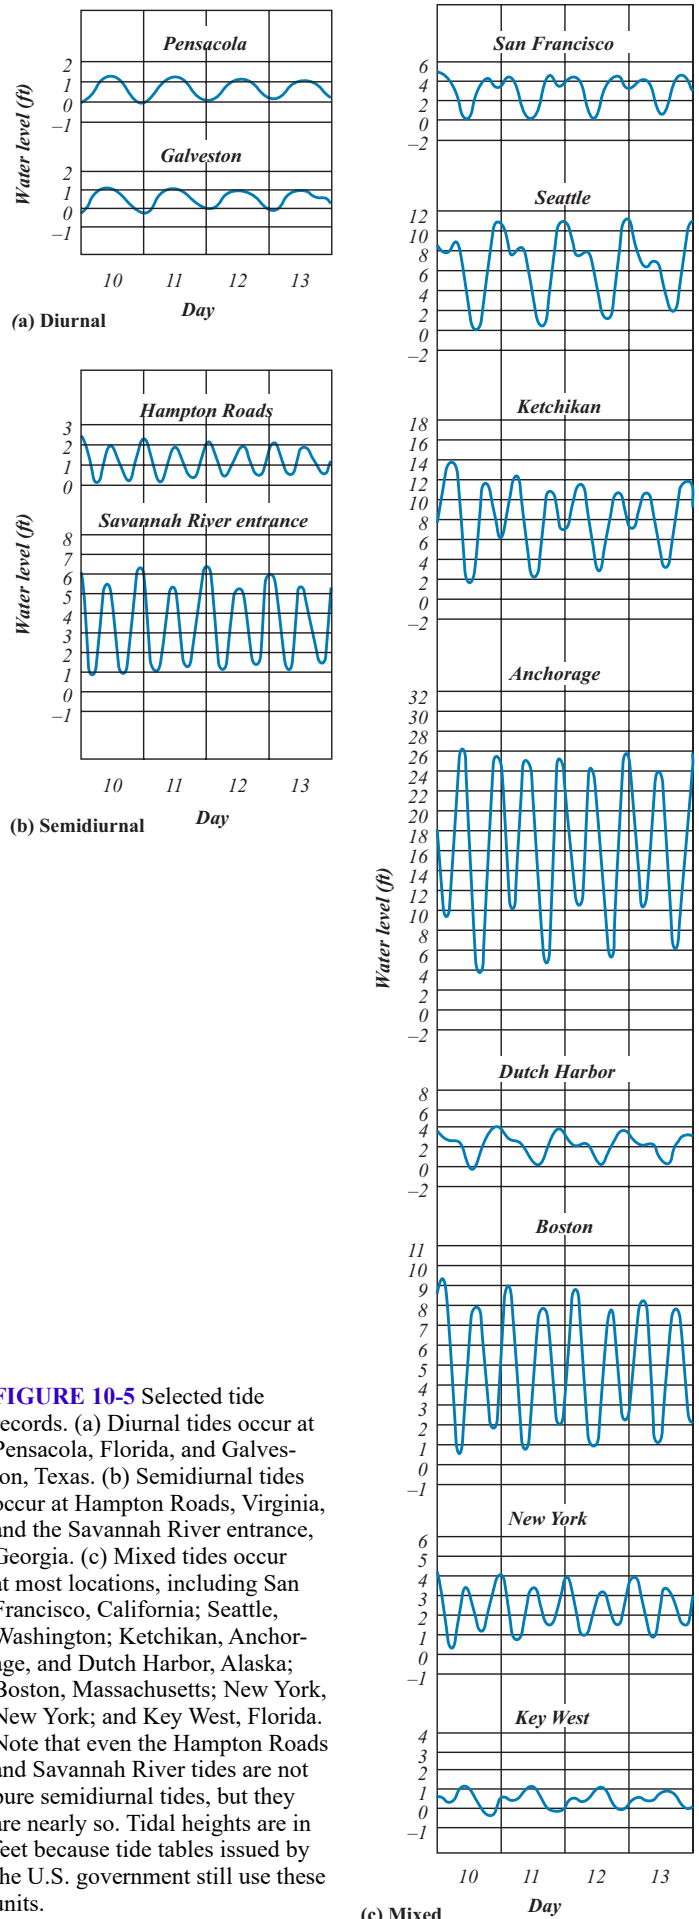 Pensacola
2
1
0
–1
Water level (ft)
Galveston
2
1
0
–1
10 11 12 13
Day
(a) Diurnal
Hampton Roads
3
2
1
0
Savannah River entrance
Water level (ft)
8
7
6
5
4
3
2
1
0
–1
10 11 12 13
Day
(b) Semidiurnal
FIGURE 10-5 Selected tide
records. (a) Diurnal tides occur at
Pensacola, Florida, and Galves-
ton, Texas. (b) Semidiurnal tides
occur at Hampton Roads, Virginia,
and the Savannah River entrance,
Georgia. (c) Mixed tides occur
at most locations, including San
Francisco, California; Seattle,
Washington; Ketchikan, Anchor-
age, and Dutch Harbor, Alaska;
Boston, Massachusetts; New York,
New York; and Key West, Florida.
Note that even the Hampton Roads
and Savannah River tides are not
pure semidiurnal tides, but they
are nearly so. Tidal heights are in
feet because tide tables issued by
the U.S. government still use these
units.
San Francisco
6
4
2
0
–2
Seattle
12
10
8
6
4
2
0
–2
Ketchikan
18
16
14
12
10
8
6
4
2
0
–2
Anchorage
32
30
28
26
24
22
20
18
16
14
12
10
8
6
4
2
0
–2
Water level (ft)
Dutch Harbor
8
6
4
2
0
–2
Boston
11
10
9
8
7
6
5
4
3
2
1
0
–1
New York
6
5
4
3
2
1
0
–1
Key West
4
3
2
1
0
–1
10 11 12 13
Day
(c) Mixed